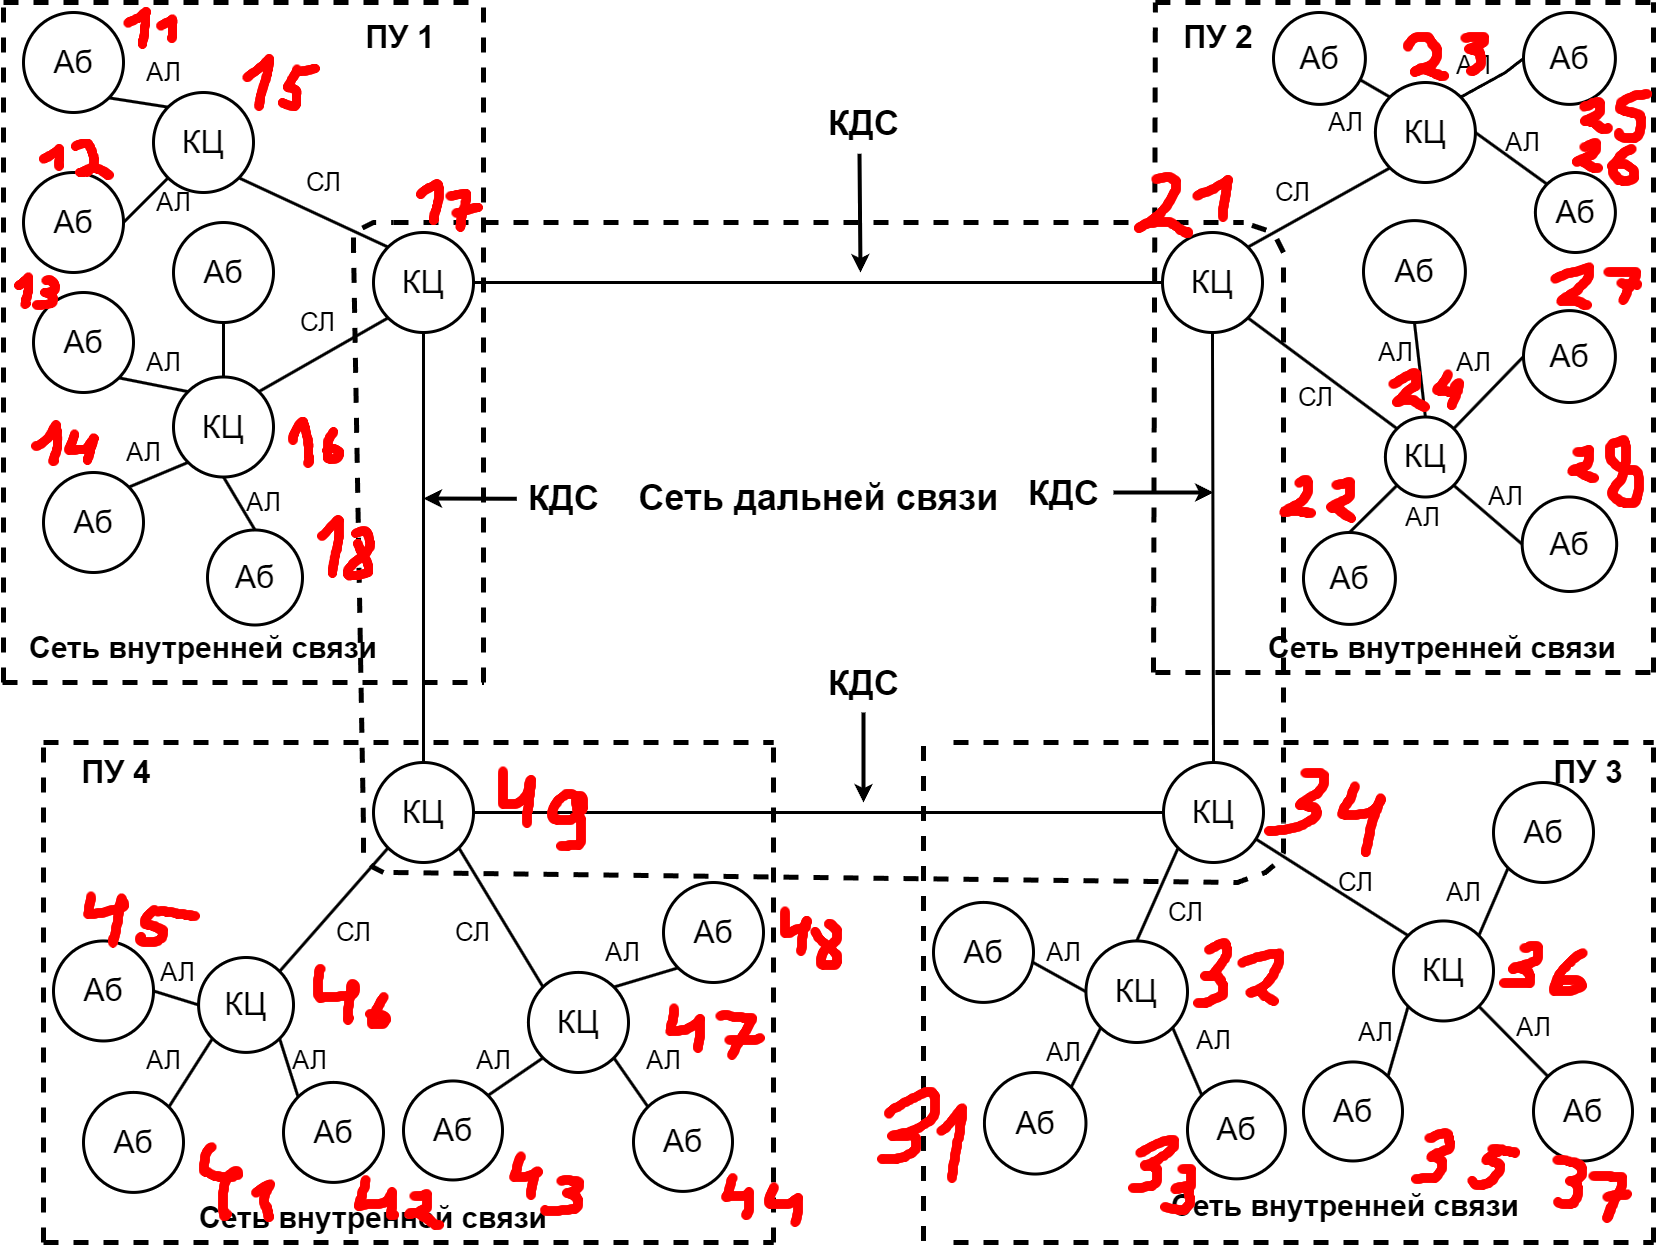 11
Аб
АЛ
15
ПУ 1
КЦ
12
АЛ
Аб
СЛ
17
КЦ
Аб
13
Аб
АЛ
СЛ
КЦ
16
14
АЛ
Аб
АЛ
18
Аб
Сеть внутренней связи
КДС
КДС
Сеть дальней связи
КДС
КДС
ПУ 2
Аб
23
АЛ
Аб
АЛ
КЦ
25
АЛ
26
Аб
СЛ
21
КЦ
Аб
27
Аб
АЛ
АЛ
24
СЛ
КЦ
28
22
АЛ
АЛ
Аб
Аб
Сеть внутренней связи
ПУ 4
КЦ
49
45
СЛ
СЛ
Аб
АЛ
КЦ
46
АЛ
АЛ
Аб
41
Аб
42
Аб
48
АЛ
КЦ
47
АЛ
АЛ
Аб
43
Аб
44
Сеть внутренней связи
ПУ 3
КЦ
34
Аб
СЛ
АЛ
СЛ
Аб
АЛ
КЦ
32
КЦ
36
АЛ
АЛ
АЛ
АЛ
31
Аб
33
Аб
Аб
35
Аб
37
Сеть внутренней связи